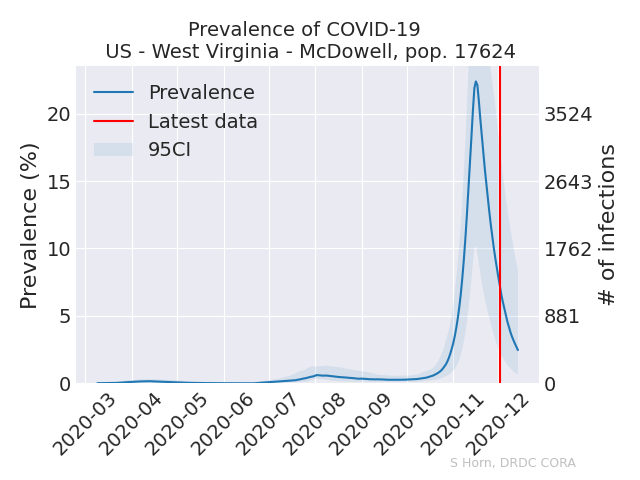 Prevalence of COVID-19
US - West Virginia - McDowell, pop. 17624
Prevalence
Latest data
95CI
Prevalence (%)
20
15
10
5
0
3524
2643
1762
881
0
# of infections
2020-03
2020-04
2020-05
2020-06
2020-07
2020-08
2020-09
2020-10
2020-11
2020-12
S Horn, DRDC CORA